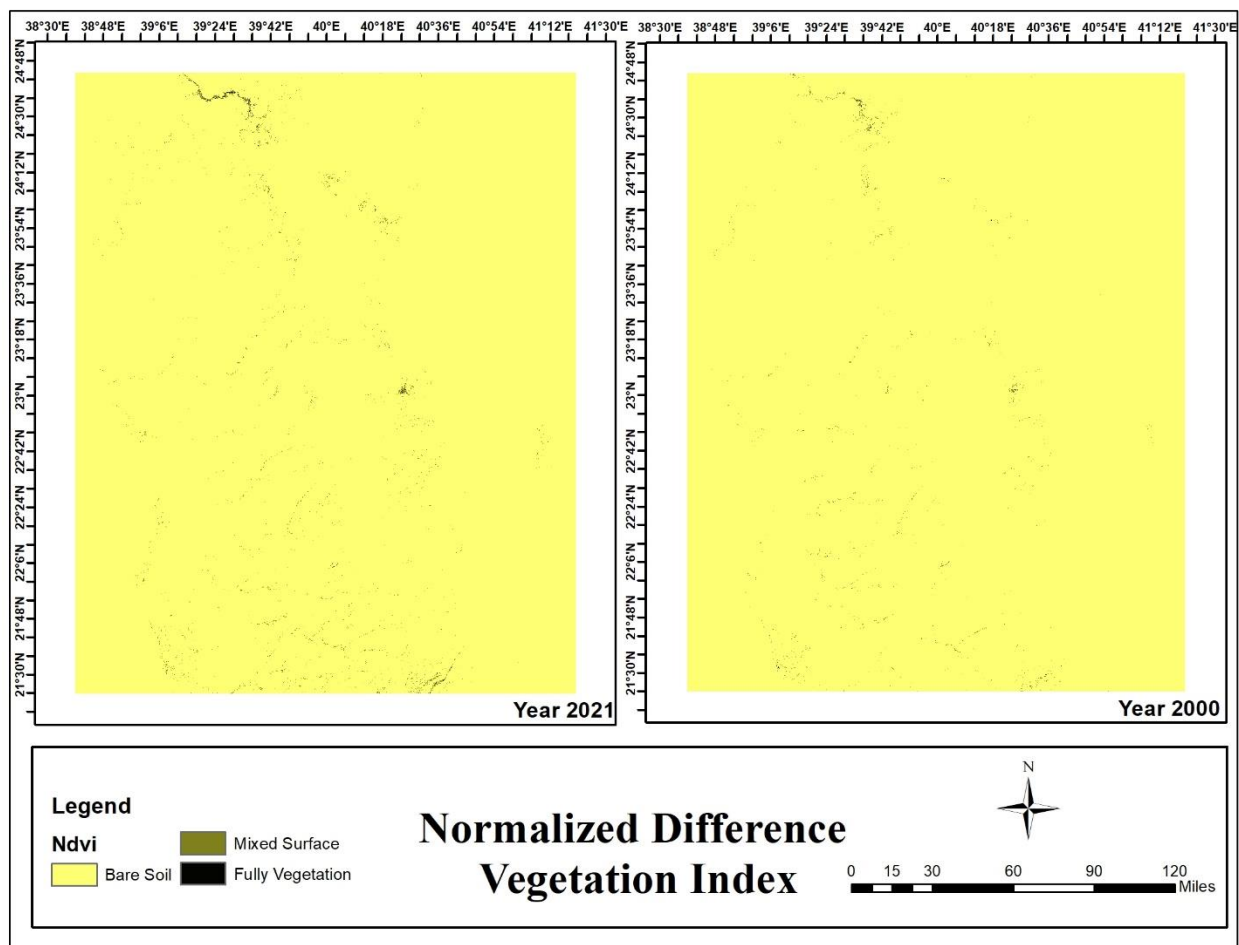 38°30'E 38°48'E 39°6'E 39°24'E 39°42'E 40°E 40°18'E 40°36'E 40°54'E 41°12'E 41°30'E
38°30'E 38°48'E 39°6'E 39°24'E 39°42'E 40°E 40°18'E 40°36'E 40°54'E 41°12'E 41°30'E
24°48'N
24°30'N
24°12'N
23°54'N
23°36'N
23°18'N
23°N
22°42'N
22°24'N
22°6'N
21°48'N
21°30'N
24°48'N
24°30'N
24°12'N
23°54'N
23°36'N
23°18'N
23°N
22°42'N
22°24'N
22°6'N
21°48'N
21°30'N
Year 2021
Year 2000
Legend
Ndvi
Bare Soil
Mixed Surface
Fully Vegetation
Normalized Difference
Vegetation Index
N
0 15 30 60 90 120
Miles